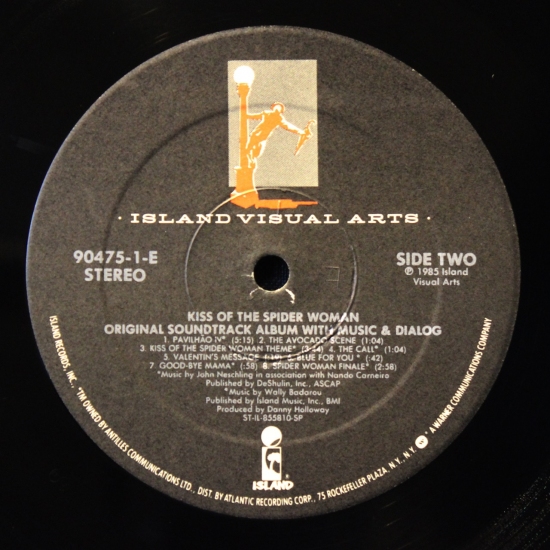 · ISLAND VISUAL ARTS ·
90475-1-E
STEREO
SIDE TWO
℗ 1985 Island
Visual Arts
KISS OF THE SPIDER WOMAN
ORIGINAL SOUNDTRACK ALBUM WITH MUSIC & DIALOG
1. PAVILHÃO IV* (5:15) 2. THE AVOCADO SCENE (1:04)
3. KISS OF THE SPIDER WOMAN THEME* (2:54) 4. THE CALL* (1:04)
5. VALENTIN'S MESSAGE 6. BLUE FOR YOU * (:42)
7. GOOD-BYE MAMA* (:58) 8. SPIDER WOMAN FINALE* (2:58)
*Music by John Neschling in association with Nando Carneiro
Published by DeShulin, Inc., ASCAP
*Music by Wally Badarou
Published by Island Music, Inc., BMI
Produced by Danny Holloway
ST-IL-855810-SP
ISLAND
ISLAND RECORDS, INC., *TM OWNED BY ANTILLES COMMUNICATIONS LTD., DIST. BY ATLANTIC RECORDING CORP., 75 ROCKEFELLER PLAZA, N.Y., N.Y. A WARNER COMMUNICATIONS COMPANY